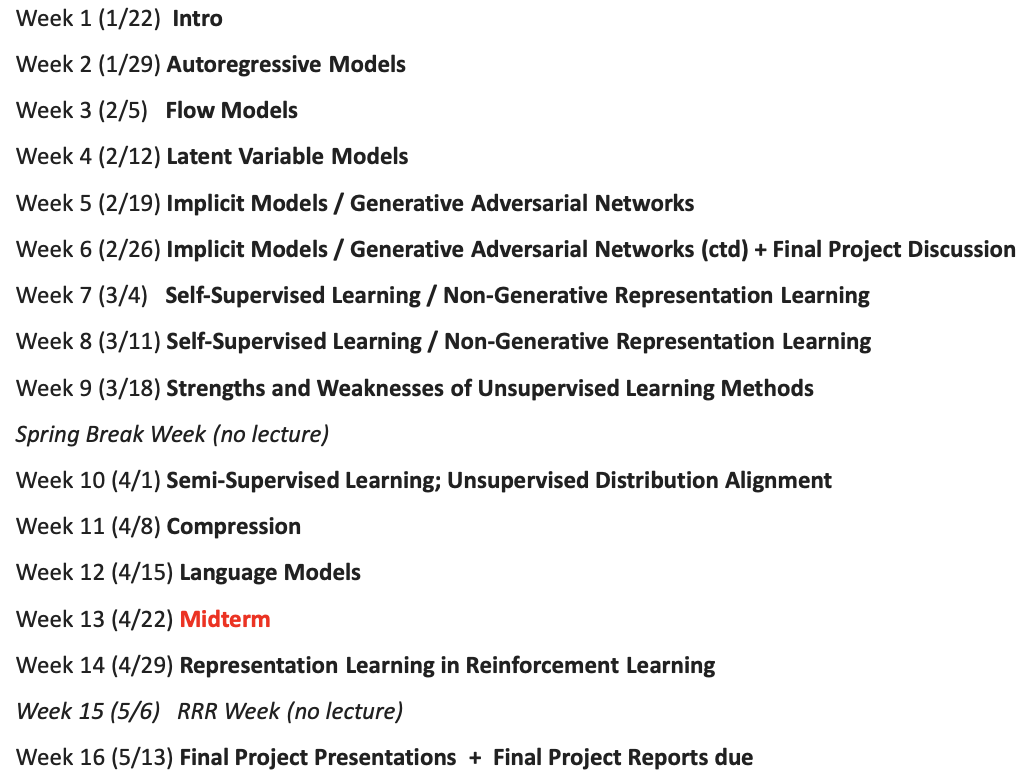 Week 1 (1/22) Intro
Week 2 (1/29) Autoregressive Models
Week 3 (2/5) Flow Models
Week 4 (2/12) Latent Variable Models
Week 5 (2/19) Implicit Models / Generative Adversarial Networks
Week 6 (2/26) Implicit Models / Generative Adversarial Networks (ctd) + Final Project Discussion
Week 7 (3/4) Self-Supervised Learning / Non-Generative Representation Learning
Week 8 (3/11) Self-Supervised Learning / Non-Generative Representation Learning
Week 9 (3/18) Strengths and Weaknesses of Unsupervised Learning Methods
Spring Break Week (no lecture)
Week 10 (4/1) Semi-Supervised Learning; Unsupervised Distribution Alignment
Week 11 (4/8) Compression
Week 12 (4/15) Language Models
Week 13 (4/22) Midterm
Week 14 (4/29) Representation Learning in Reinforcement Learning
Week 15 (5/6) RRR Week (no lecture)
Week 16 (5/13) Final Project Presentations + Final Project Reports due